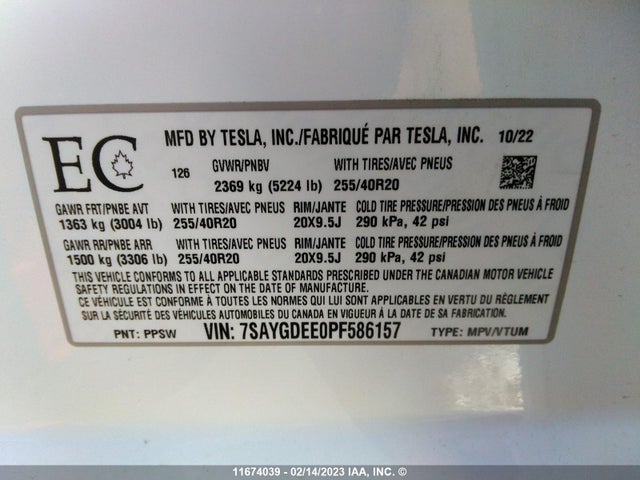 EC
MFD BY TESLA, INC./FABRIQUÉ PAR TESLA, INC. 10/22
126
GVWR/PNBV WITH TIRES/AVEC PNEUS
2369 kg (5224 lb) 255/40R20
GAWR FRT/PNBE AVT WITH TIRES/AVEC PNEUS RIM/JANTE COLD TIRE PRESSURE/PRESSION DES PNEUS À FROID
1363 kg (3004 lb) 255/40R20 20X9.5J 290 kPa, 42 psi
GAWR RR/PNBE ARR WITH TIRES/AVEC PNEUS RIM/JANTE COLD TIRE PRESSURE/PRESSION DES PNEUS À FROID
1500 kg (3306 lb) 255/40R20 20X9.5J 290 kPa, 42 psi
THIS VEHICLE CONFORMS TO ALL APPLICABLE STANDARDS PRESCRIBED UNDER THE CANADIAN MOTOR VEHICLE
SAFETY REGULATIONS IN EFFECT ON THE DATE OF MANUFACTURE.
CE VÉHICULE EST CONFORME À TOUTES LES NORMES QUI LUI SONT APPLICABLES EN VERTU DU RÈGLEMENT
SUR LA SÉCURITÉ DES VÉHICULES AUTOMOBILES DU CANADA EN VIGUEUR À LA DATE DE SA FABRICATION.
PNT: PPSW VIN: 7SAYGDEE0PF586157 TYPE: MPV/VTUM
11674039 - 02/14/2023 IAA, INC. ©